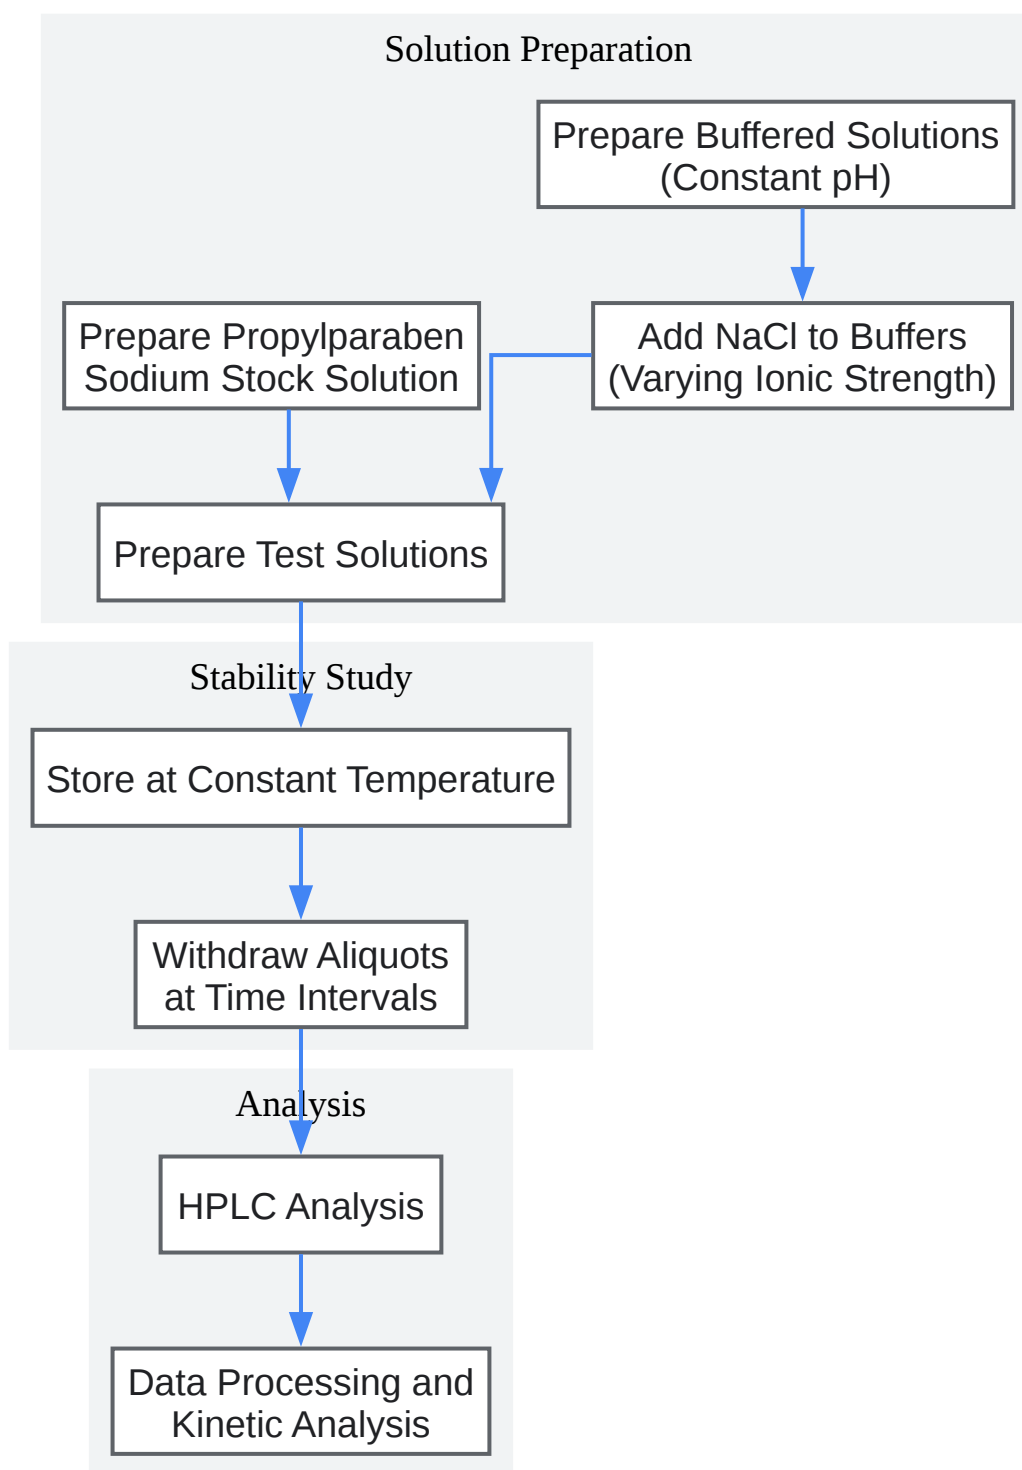 Solution Preparation
Prepare Buffered Solutions
(Constant pH)
Prepare Propylparaben
Sodium Stock Solution
Add NaCl to Buffers
(Varying Ionic Strength)
Prepare Test Solutions
Stability Study
Store at Constant Temperature
Withdraw Aliquots
at Time Intervals
Analysis
HPLC Analysis
Data Processing and
Kinetic Analysis